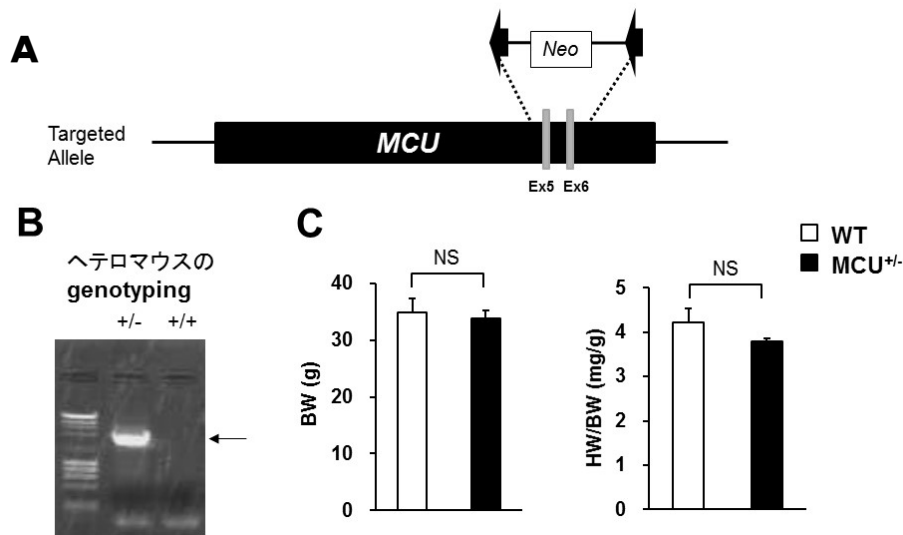 A
Neo
Targeted
Allele
MCU
Ex5 Ex6
B
ヘテロマウスの
genotyping
+/- +/+
C
WT
MCU+/-
NS
BW (g)
40
30
20
10
0
NS
HW/BW (mg/g)
5
4
3
2
1
0